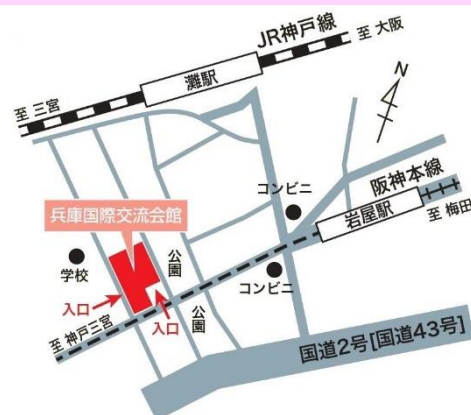 JR神戸線
至 大阪
灘駅
至 三宮
N
阪神本線
コンビニ
岩屋駅
至 梅田
兵庫国際交流会館
公園
学校
コンビニ
入口
入口
公園
至 神戸三宮
国道2号[国道43号]